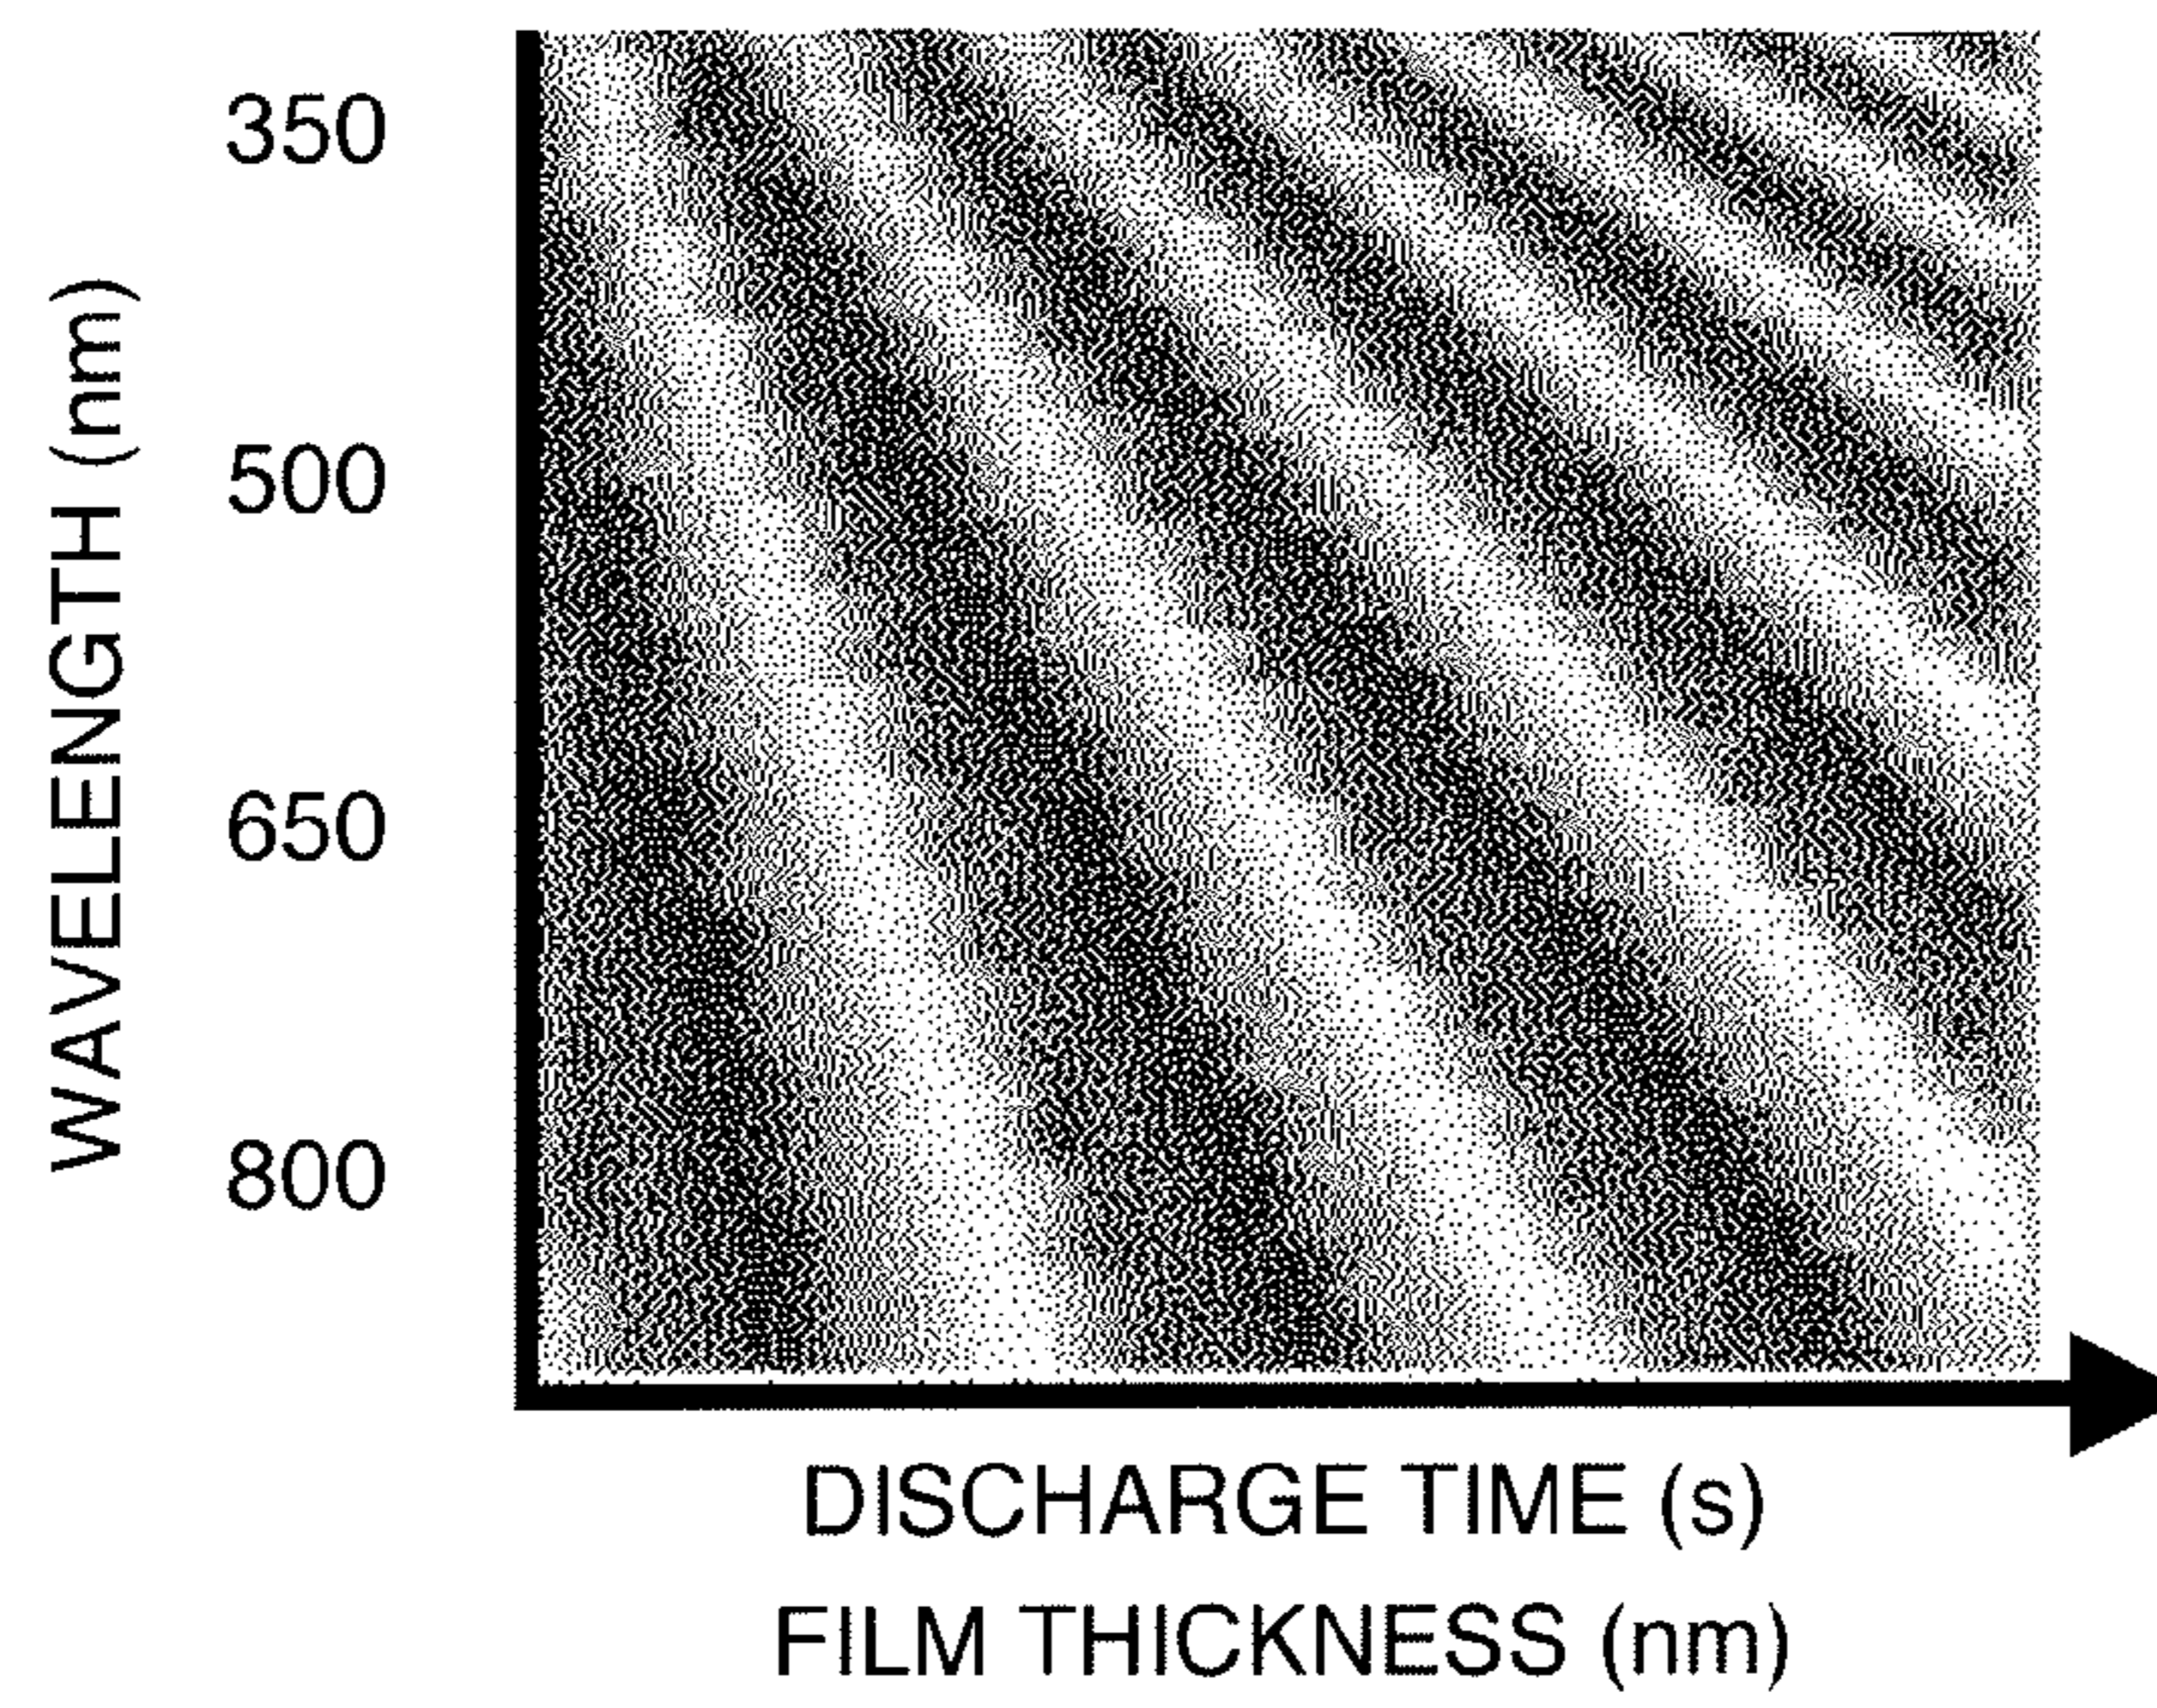 WAVELENGTH (nm)
350
500
650
800
DISCHARGE TIME (s)
FILM THICKNESS (nm)